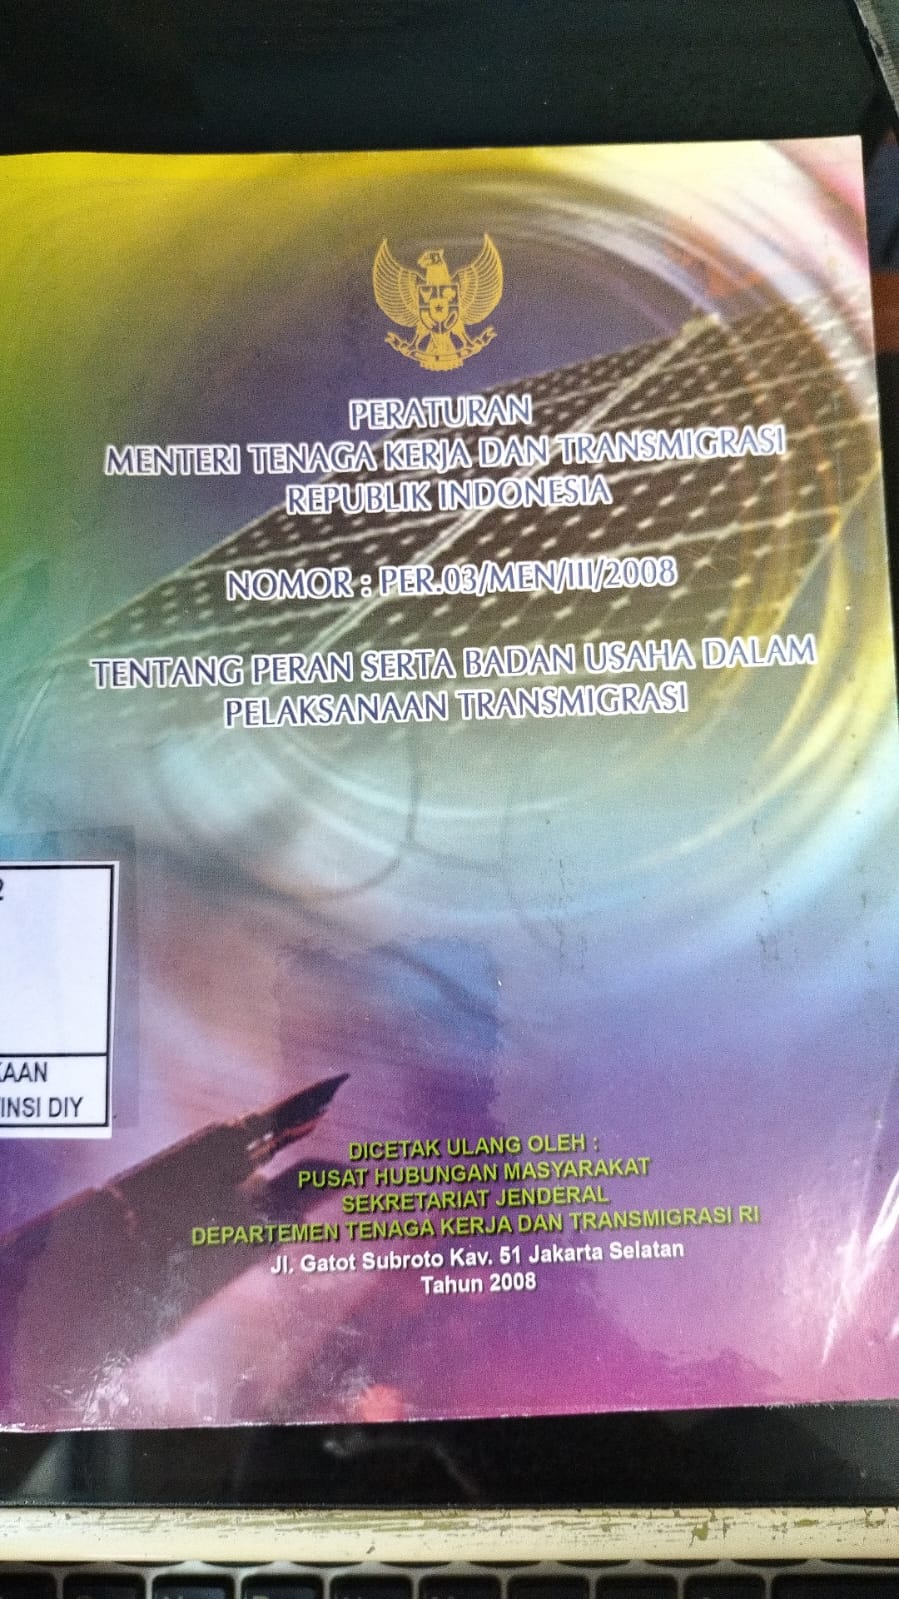 PERATURAN
MENTERI TENAGA KERJA DAN TRANSMIGRASI
REPUBLIK INDONESIA
NOMOR : PER.03/MEN/III/2008
TENTANG PERAN SERTA BADAN USAHA DALAM
PELAKSANAAN TRANSMIGRASI
2
KAAN
INSI DIY
DICETAK ULANG OLEH :
PUSAT HUBUNGAN MASYARAKAT
SEKRETARIAT JENDERAL
DEPARTEMEN TENAGA KERJA DAN TRANSMIGRASI RI
Jl. Gatot Subroto Kav. 51 Jakarta Selatan
Tahun 2008